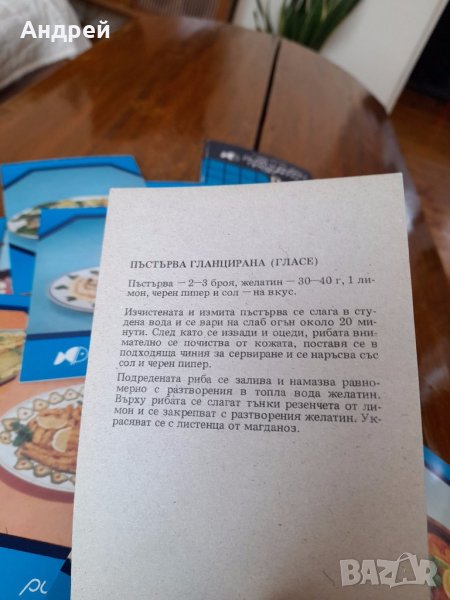 Андрей
ПЪСТЪРВА ГЛАНЦИРАНА (ГЛАСЕ)
Пъстърва — 2—3 броя, желатин — 30—40 г, 1 ли-
мон, черен пипер и сол — на вкус.
Изчистената и измита пъстърва се слага в сту-
дена вода и се вари на слаб огън около 20 ми-
нути. След като се извади и оцеди, рибата вни-
мателно се почиства от кожата, поставя се в
подходяща чиния за сервиране и се наръсва със
сол и черен пипер.
Подредената риба се залива и намазва равно-
мерно с разтворения в топла вода желатин.
Върху рибата се слагат тънки резенчета от ли-
мон и се закрепват с разтворения желатин. Ук-
расяват се с листенца от магданоз.
BAZAR